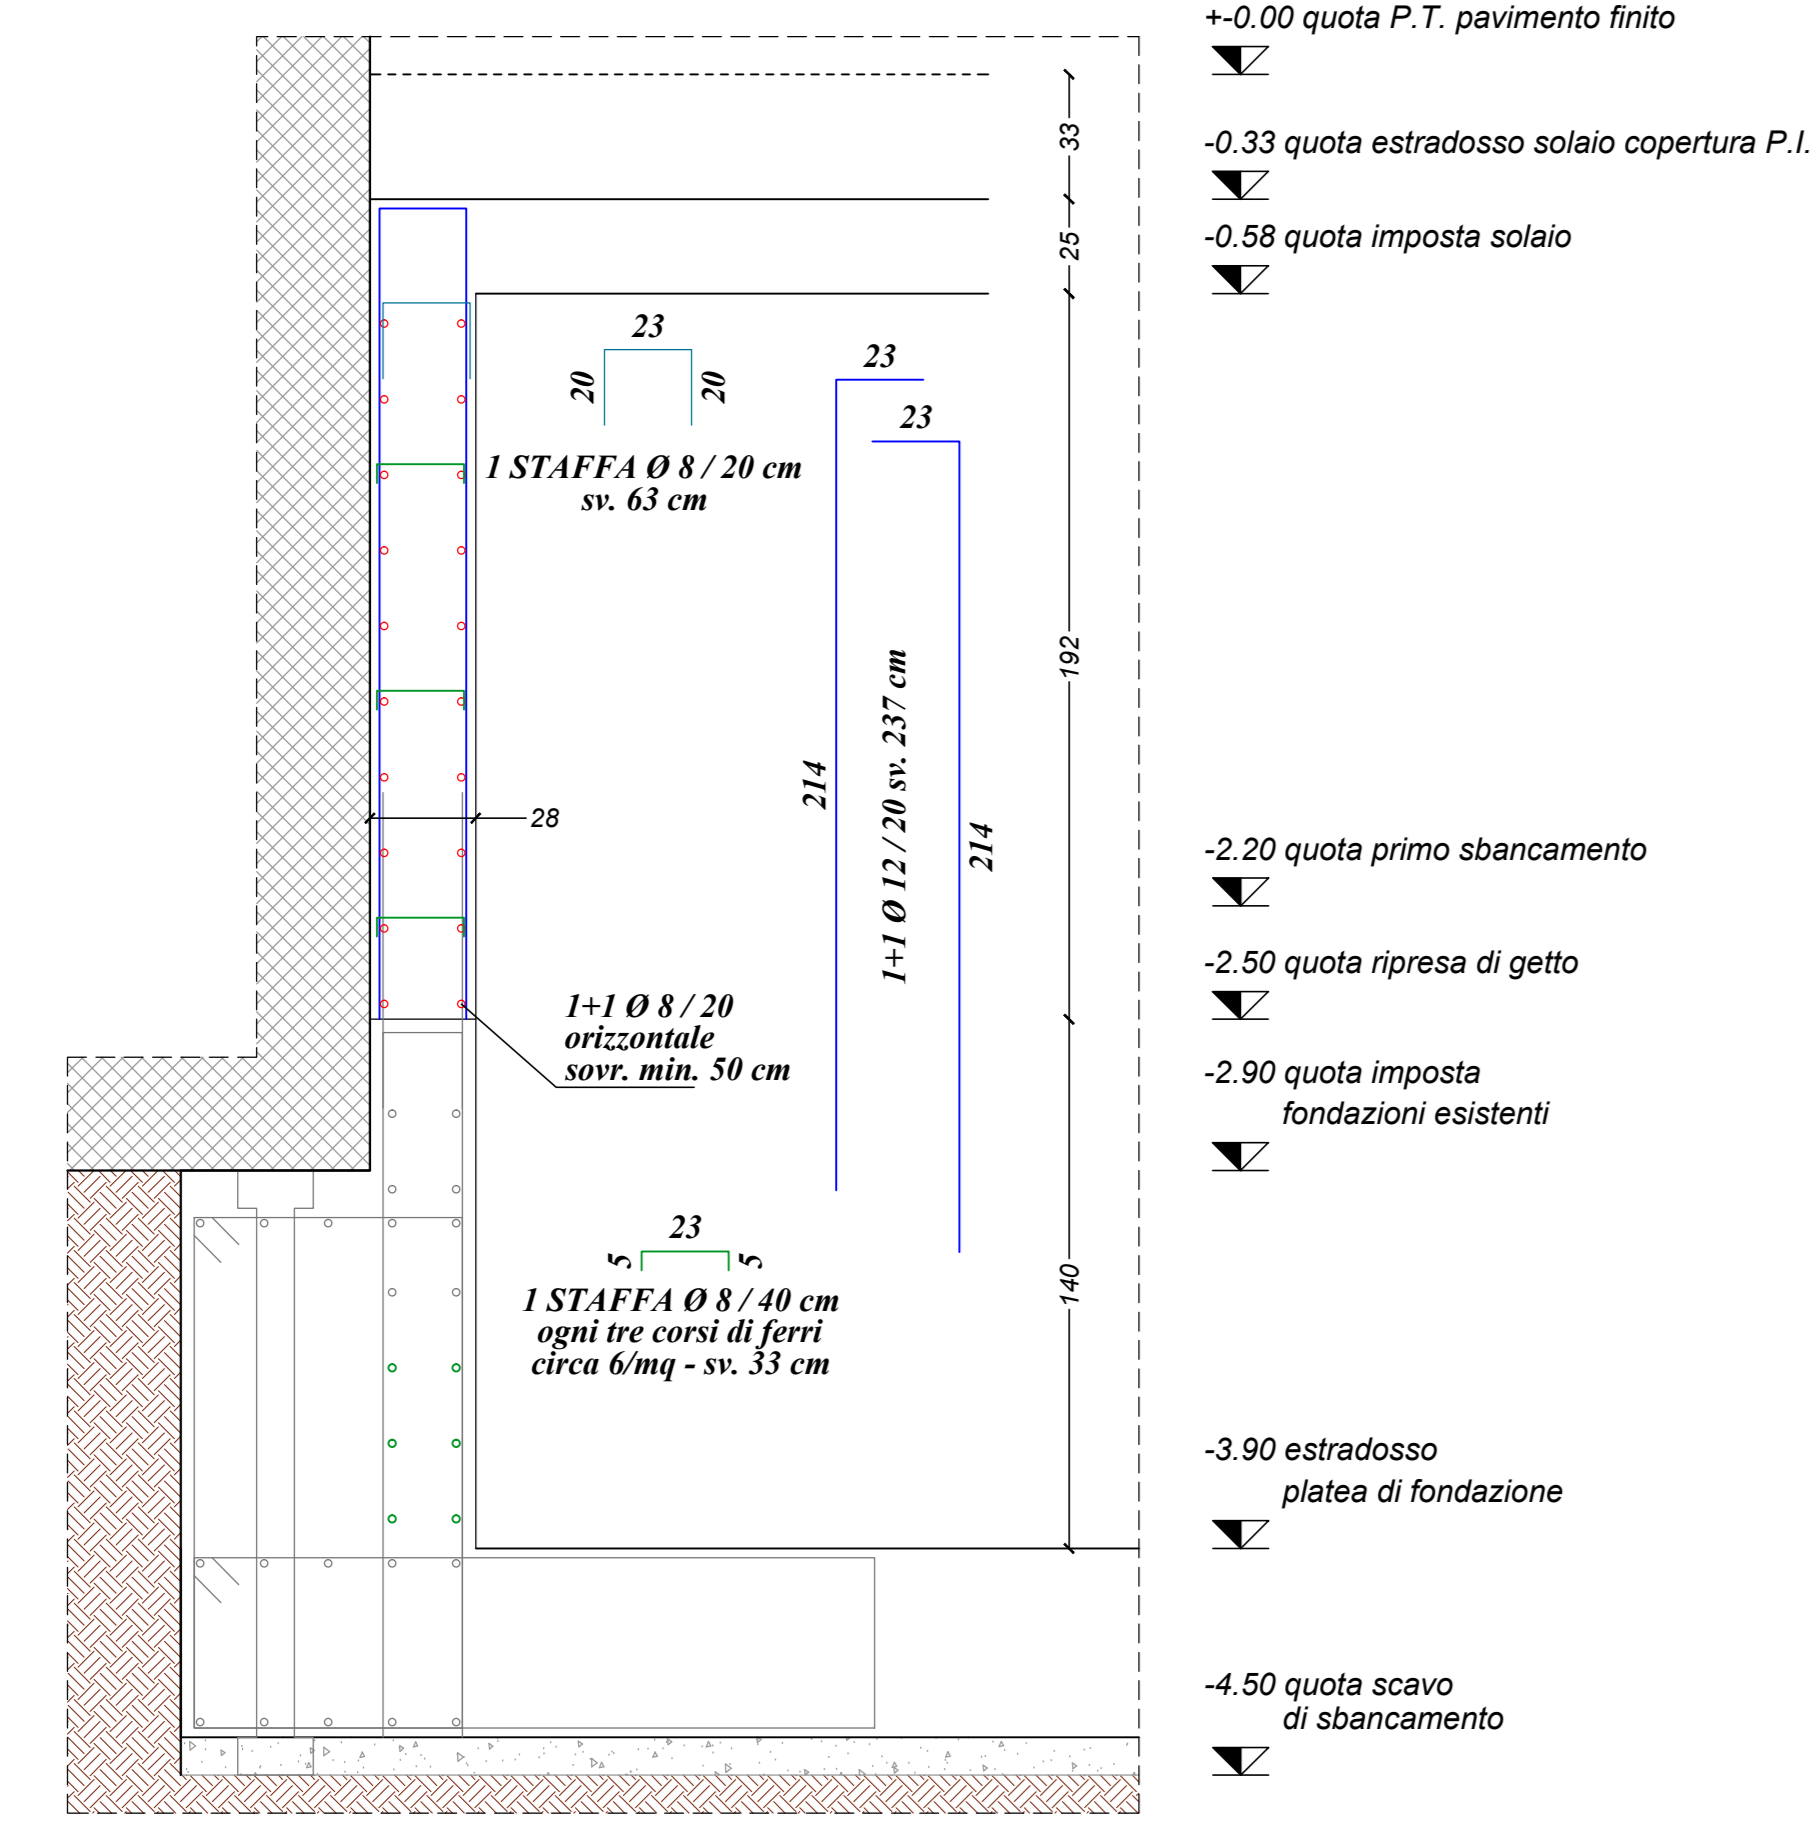 +-0.00 quota P.T. pavimento finito
33
-0.33 quota estradosso solaio copertura P.I.
25
-0.58 quota imposta solaio
23
20
20
1 STAFFA Ø 8 / 20 cm
sv. 63 cm
23
23
214
1+1 Ø 12 / 20 sv. 237 cm
214
192
28
-2.20 quota primo sbancamento
-2.50 quota ripresa di getto
1+1 Ø 8 / 20
orizzontale
sovr. min. 50 cm
-2.90 quota imposta
fondazioni esistenti
23
5
5
1 STAFFA Ø 8 / 40 cm
ogni tre corsi di ferri
circa 6/mq - sv. 33 cm
140
-3.90 estradosso
platea di fondazione
-4.50 quota scavo
di sbancamento